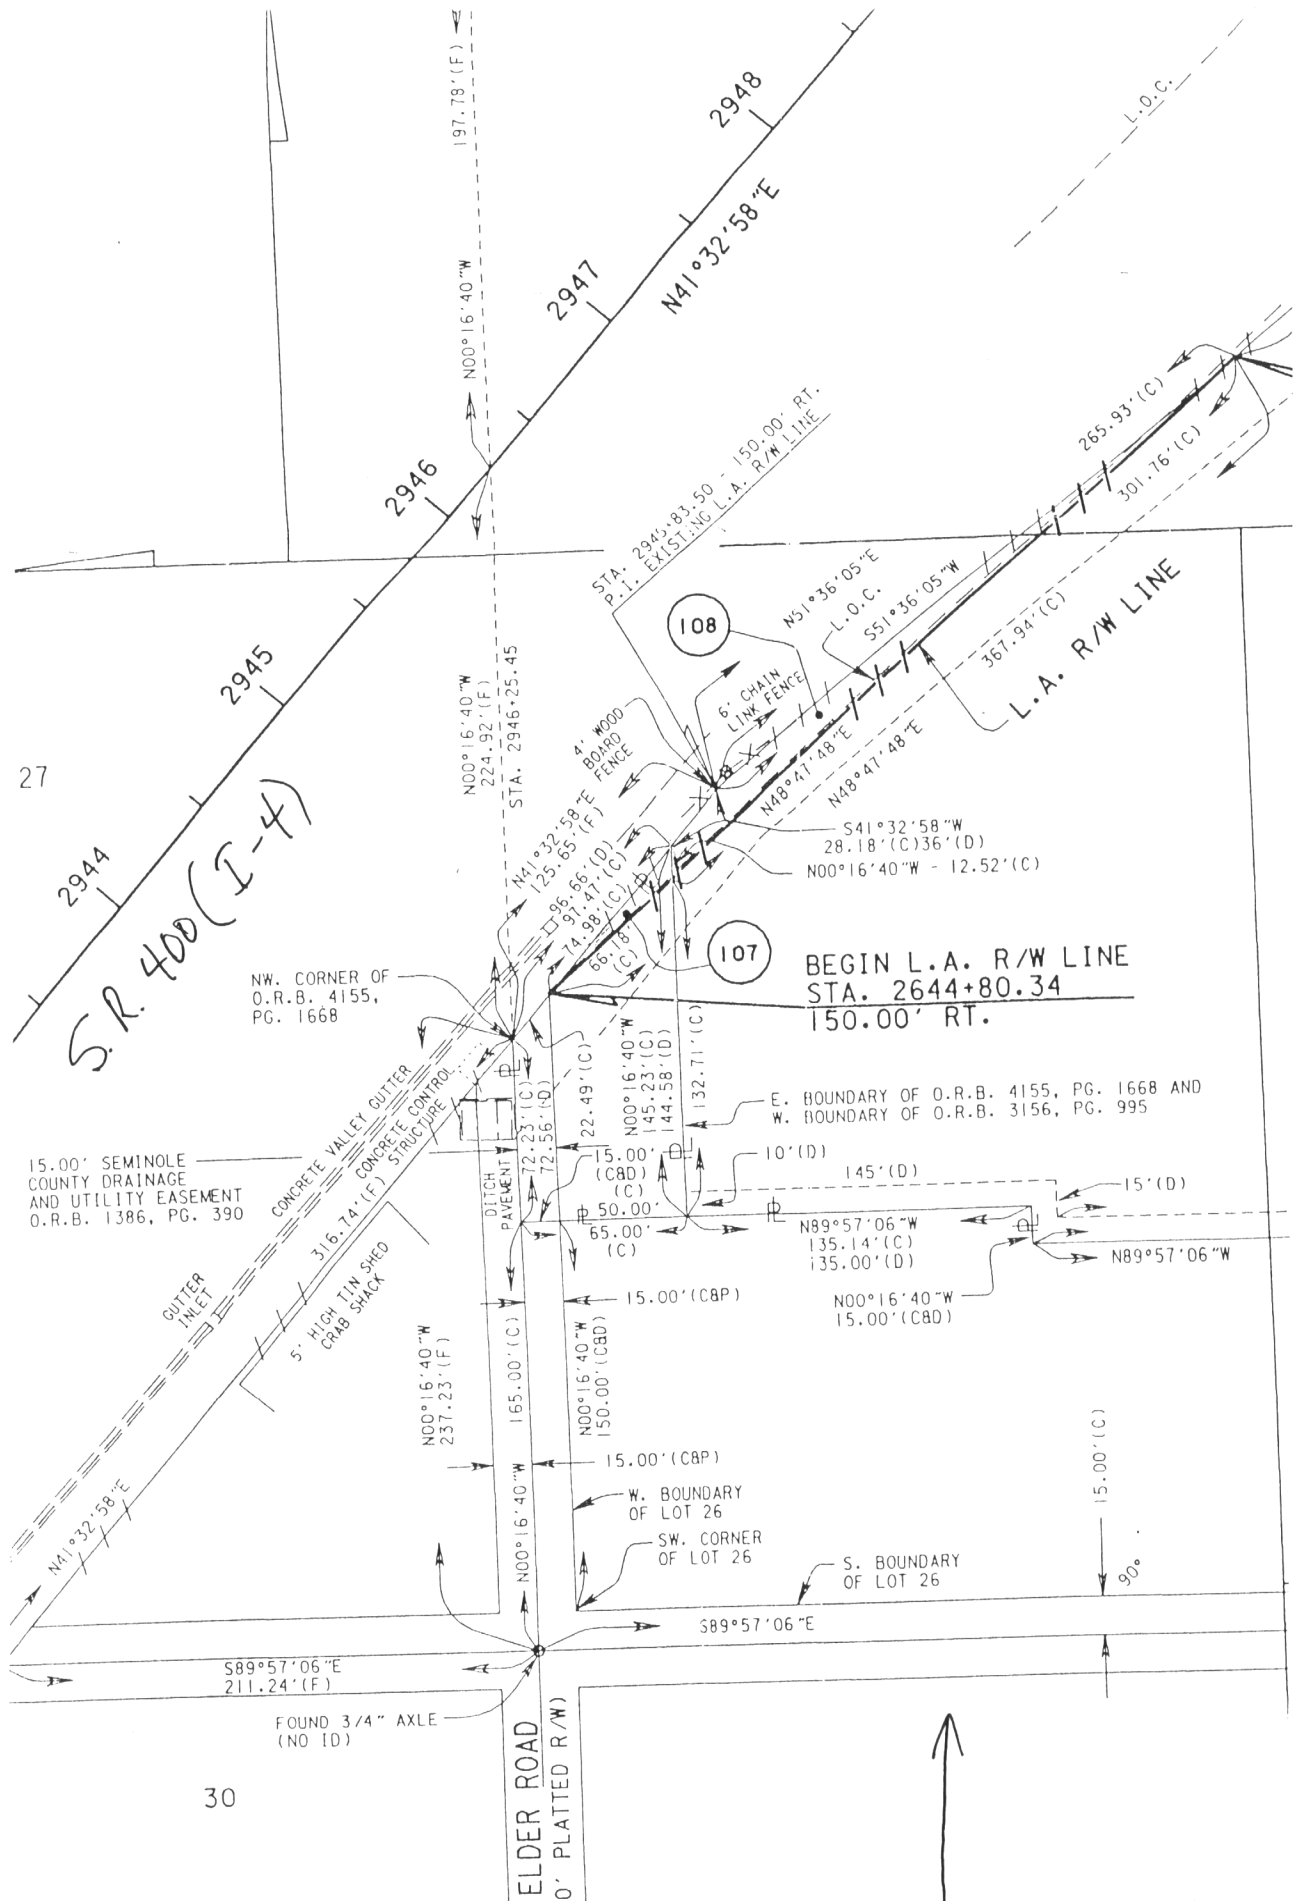 197.78'(F)
N00°16'40"W
2948
2947
2946
2945
2944
N41°32'58"E
L.O.C.
265.93'(C)
301.76'(C)
STA. 2945+83.50 - 150.00' RT.
P.I. EXISTING L.A. R/W LINE
108
N51°36'05"E
L.O.C.
S51°36'05"W
367.94'(C)
L.A. R/W LINE
N00°16'40"W
224.92'(F)
STA. 2946+25.45
27
S.R. 400 (I-4)
4' WOOD
BOARD
FENCE
6' CHAIN
LINK FENCE
N48°47'48"E
N48°47'48"E
N41°32'58"E
125.65'(F)
96.66'(D)
97.47'(C)
74.98'(C)
(C)
S41°32'58"W
28.18'(C)36'(D)
N00°16'40"W - 12.52'(C)
107
BEGIN L.A. R/W LINE
STA. 2644+80.34
150.00' RT.
NW. CORNER OF
O.R.B. 4155,
PG. 1668
CONCRETE VALLEY GUTTER
CONCRETE CONTROL
STRUCTURE
72.23'(C)
72.56'(D)
22.49'(C)
N00°16'40"W
145.23'(C)
144.58'(D)
132.71'(C)
E. BOUNDARY OF O.R.B. 4155, PG. 1668 AND
W. BOUNDARY OF O.R.B. 3156, PG. 995
15.00' SEMINOLE
COUNTY DRAINAGE
AND UTILITY EASEMENT
O.R.B. 1386, PG. 390
DITCH
PAVEMENT
15.00'
(C&D)
(C)
50.00'
65.00'
(C)
10'(D)
145'(D)
15'(D)
N89°57'06"W
135.14'(C)
135.00'(D)
N89°57'06"W
N00°16'40"W
15.00'(C&D)
316.74'(F)
5' HIGH TIN SHED
CRAB SHACK
GUTTER
INLET
15.00'(C&P)
N00°16'40"W
237.23'(F)
165.00'(C)
N00°16'40"W
N00°16'40"W
150.00'(C&D)
15.00'(C&P)
W. BOUNDARY
OF LOT 26
SW. CORNER
OF LOT 26
S. BOUNDARY
OF LOT 26
15.00'(C)
90°
N41°32'58"E
S89°57'06"E
S89°57'06"E
211.24'(F)
FOUND 3/4" AXLE
(NO ID)
30
ELDER ROAD
0' PLATTED R/W)